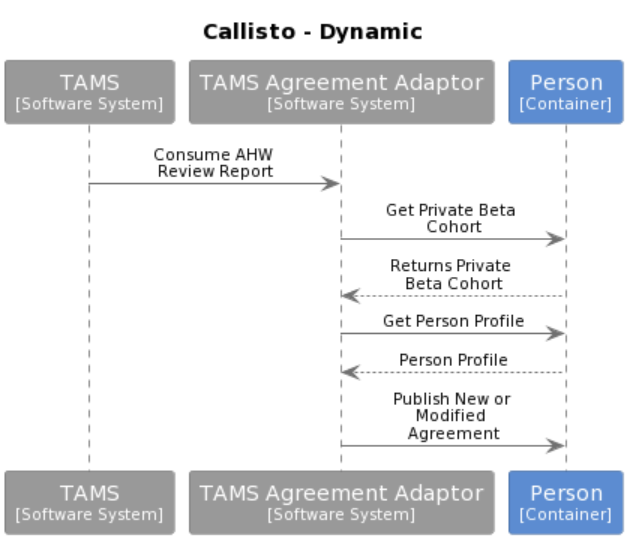 Callisto - Dynamic
TAMS
[Software System]
TAMS Agreement Adaptor
[Software System]
Person
[Container]
Consume AHW
Review Report
Get Private Beta
Cohort
Returns Private
Beta Cohort
Get Person Profile
Person Profile
Publish New or
Modified
Agreement
TAMS
[Software System]
TAMS Agreement Adaptor
[Software System]
Person
[Container]